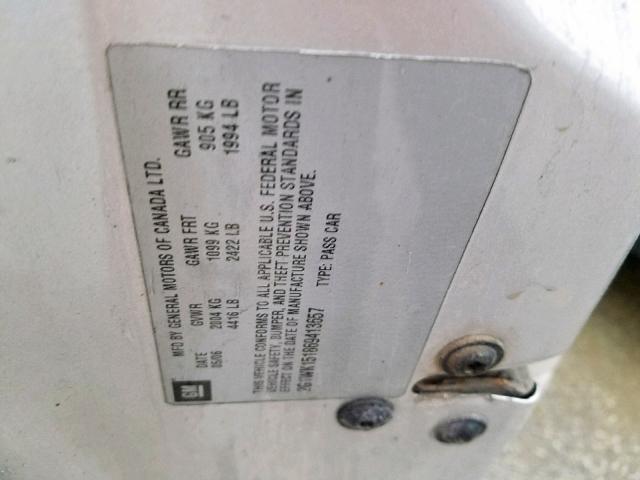 GM
MFD BY GENERAL MOTORS OF CANADA LTD.
DATE GVWR GAWR FRT GAWR RR
05/06 2004 KG 1099 KG 905 KG
4416 LB 2422 LB 1994 LB
THIS VEHICLE CONFORMS TO ALL APPLICABLE U.S. FEDERAL MOTOR
VEHICLE SAFETY, BUMPER, AND THEFT PREVENTION STANDARDS IN
EFFECT ON THE DATE OF MANUFACTURE SHOWN ABOVE.
2G1WK151869413657 TYPE: PASS CAR